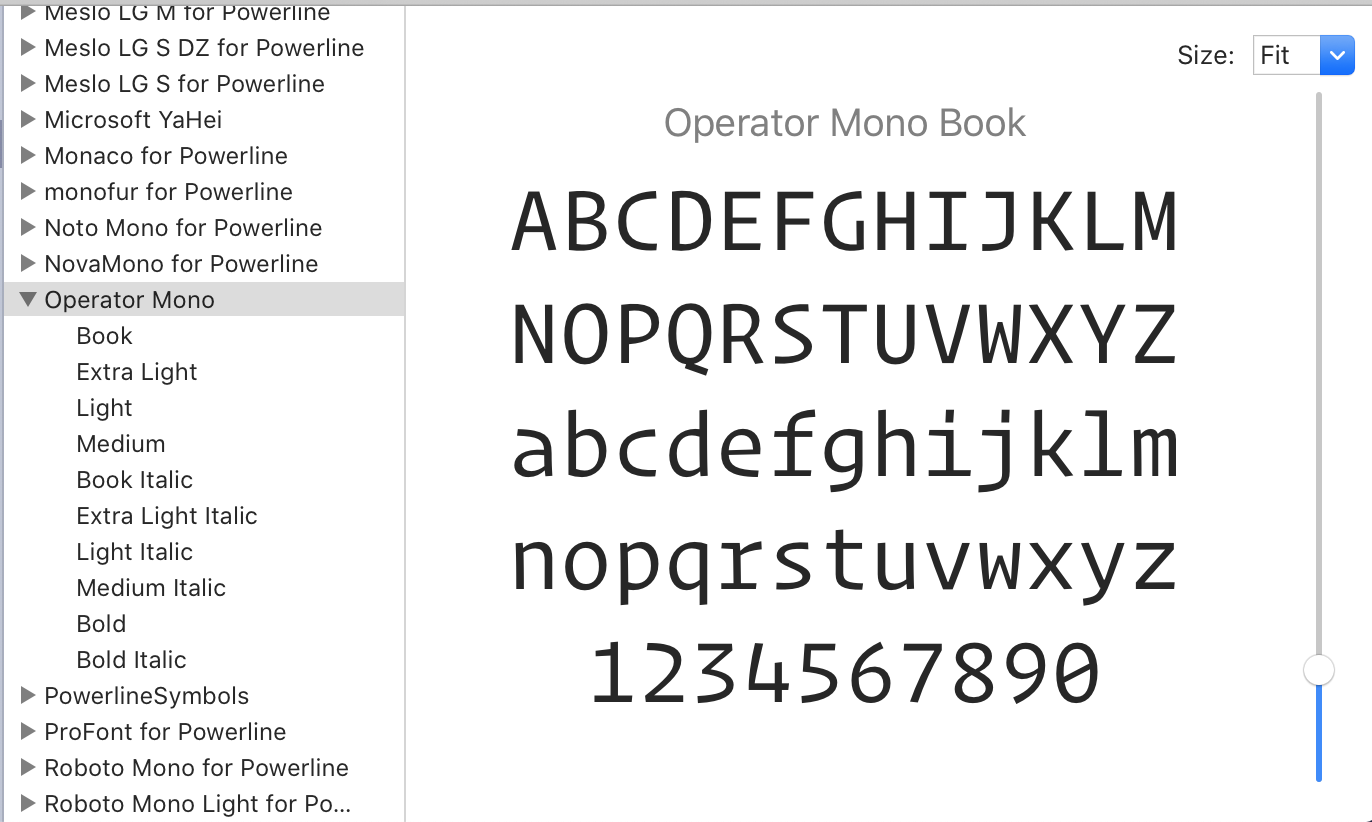 Meslo LG M for Powerline
Meslo LG S DZ for Powerline
Meslo LG S for Powerline
Microsoft YaHei
Monaco for Powerline
monofur for Powerline
Noto Mono for Powerline
NovaMono for Powerline
Operator Mono
Book
Extra Light
Light
Medium
Book Italic
Extra Light Italic
Light Italic
Medium Italic
Bold
Bold Italic
PowerlineSymbols
ProFont for Powerline
Roboto Mono for Powerline
Roboto Mono Light for Po...
Size: Fit
Operator Mono Book
ABCDEFGHIJKLM
NOPQRSTUVWXYZ
abcdefghijklm
nopqrstuvwxyz
1234567890